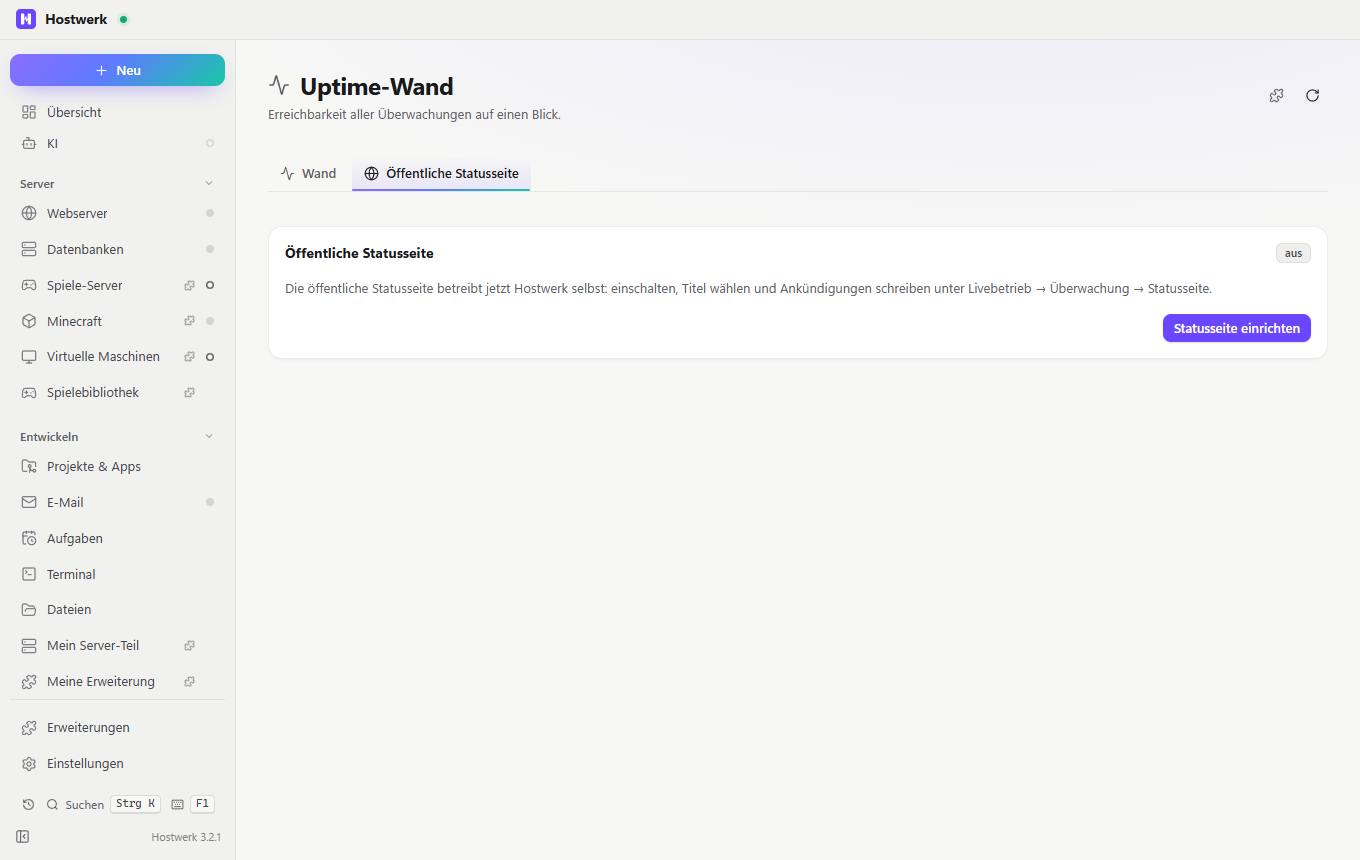 Hostwerk
Neu
Übersicht
KI
Server
Webserver
Datenbanken
Spiele-Server
Minecraft
Virtuelle Maschinen
Spielebibliothek
Entwickeln
Projekte & Apps
E-Mail
Aufgaben
Terminal
Dateien
Mein Server-Teil
Meine Erweiterung
Erweiterungen
Einstellungen
Suchen Strg K F1
Hostwerk 3.2.1
Uptime-Wand
Erreichbarkeit aller Überwachungen auf einen Blick.
Wand Öffentliche Statusseite
Öffentliche Statusseite aus
Die öffentliche Statusseite betreibt jetzt Hostwerk selbst: einschalten, Titel wählen und Ankündigungen schreiben unter Livebetrieb → Überwachung → Statusseite.
Statusseite einrichten